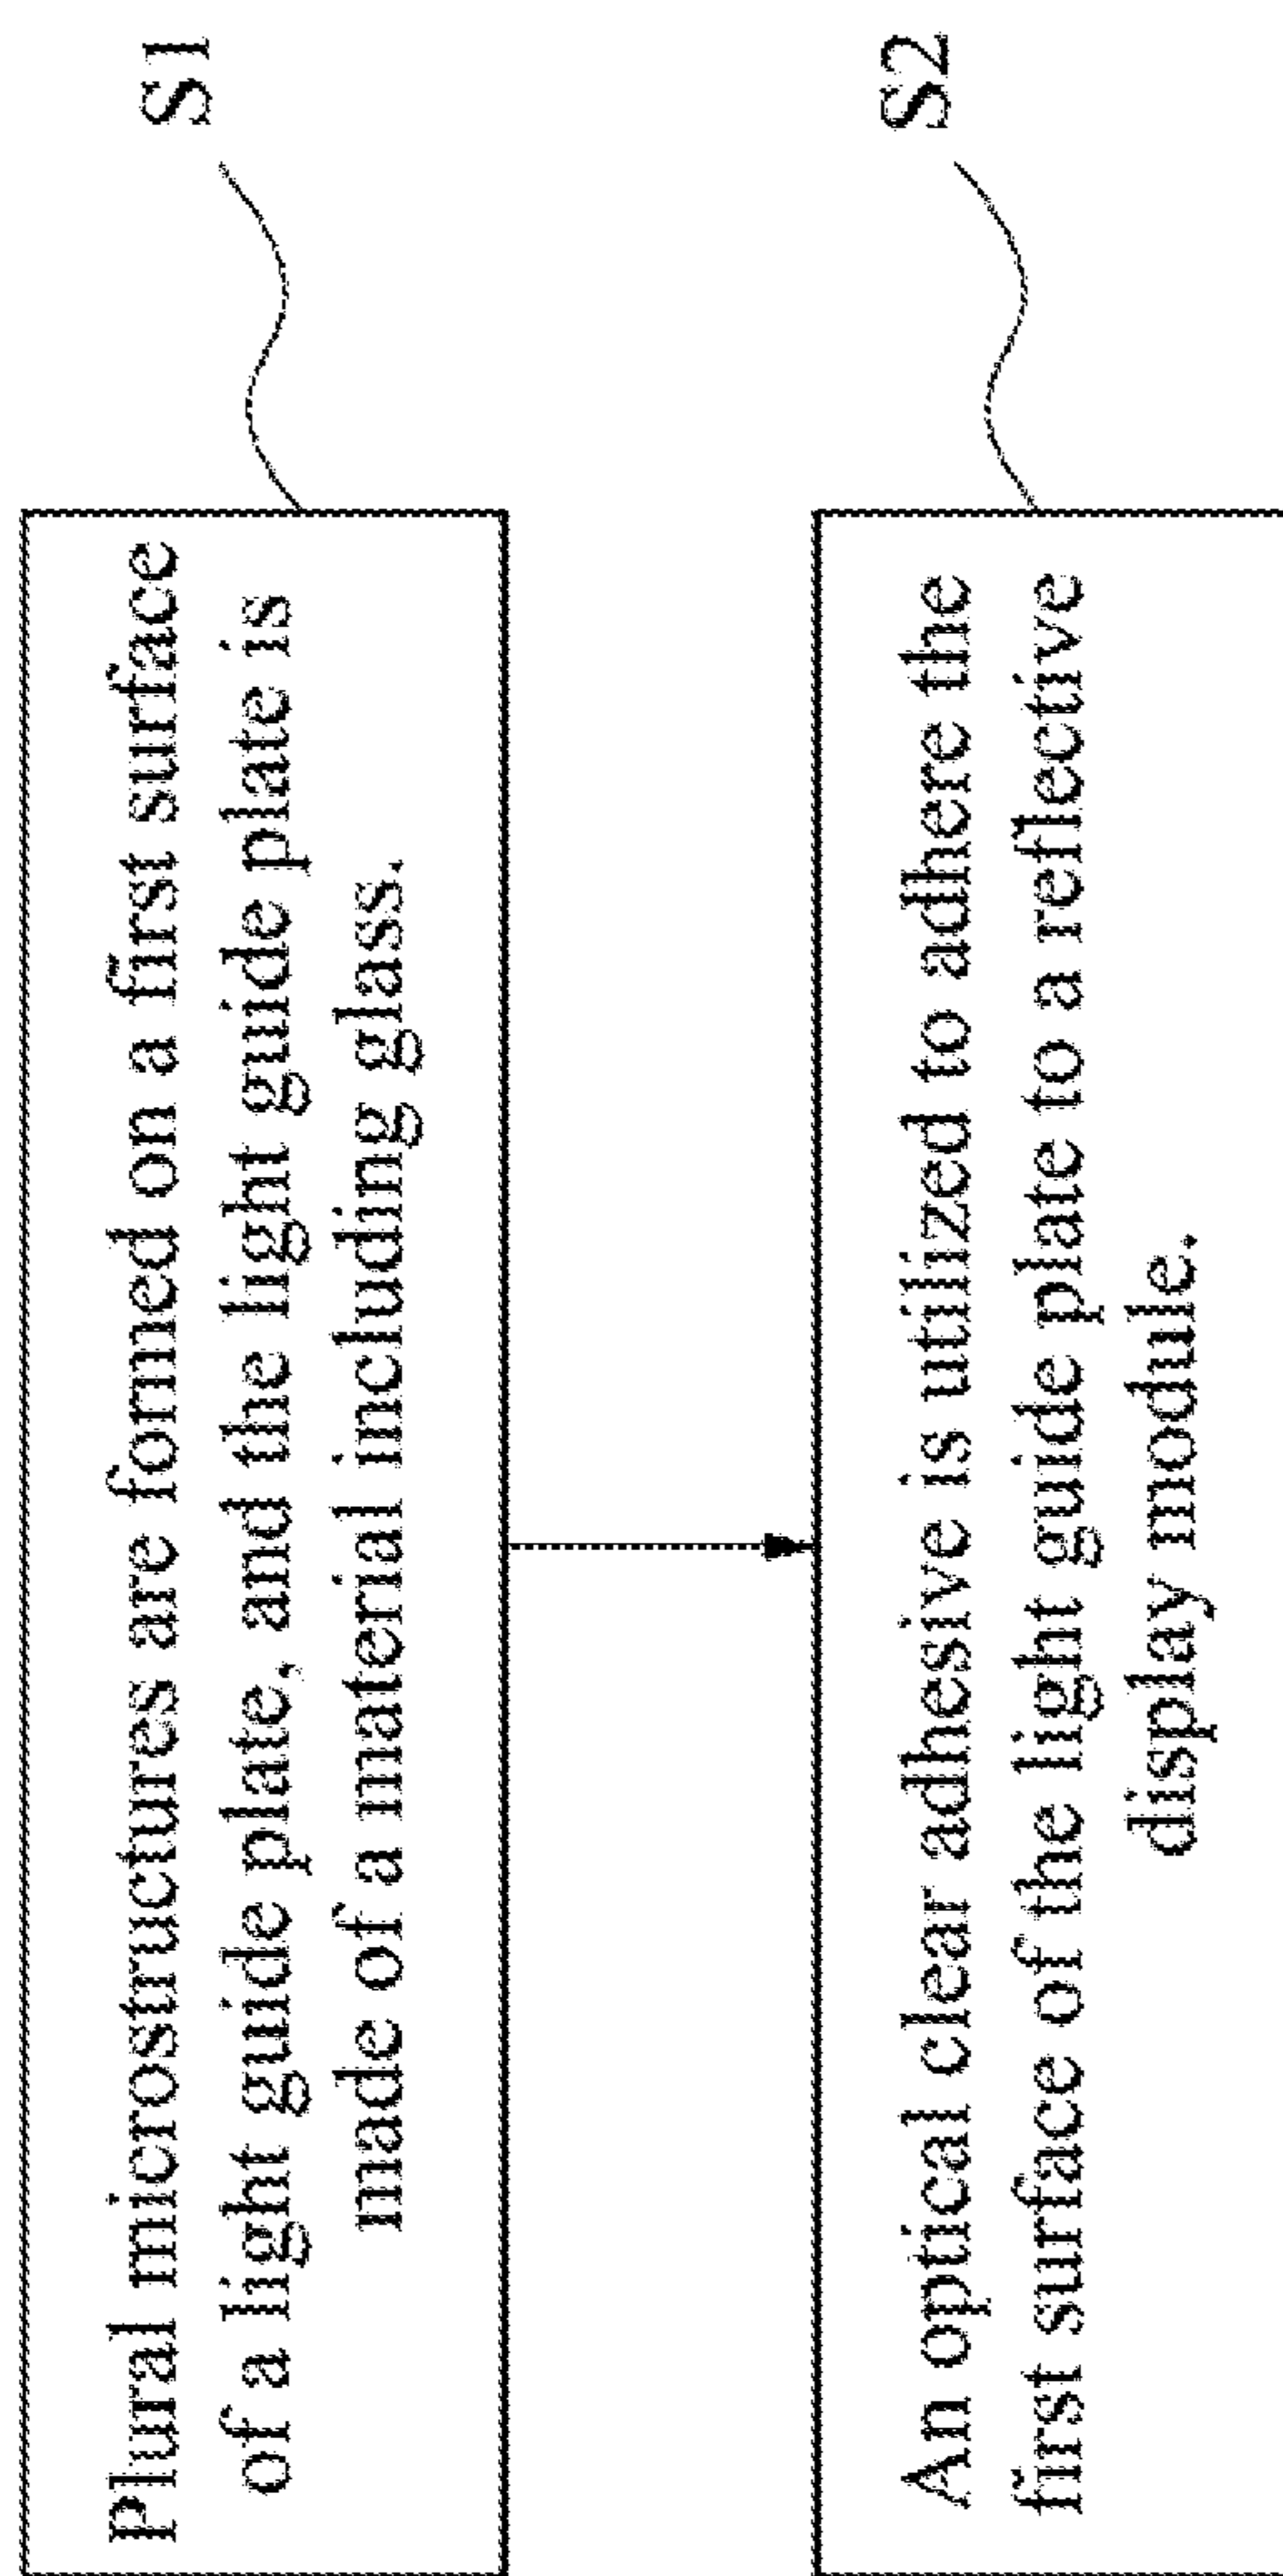 Plural microstructures are formed on a first surface
of a light guide plate, and the light guide plate is
made of a material including glass.
S1
An optical clear adhesive is utilized to adhere the
first surface of the light guide plate to a reflective
display module.
S2